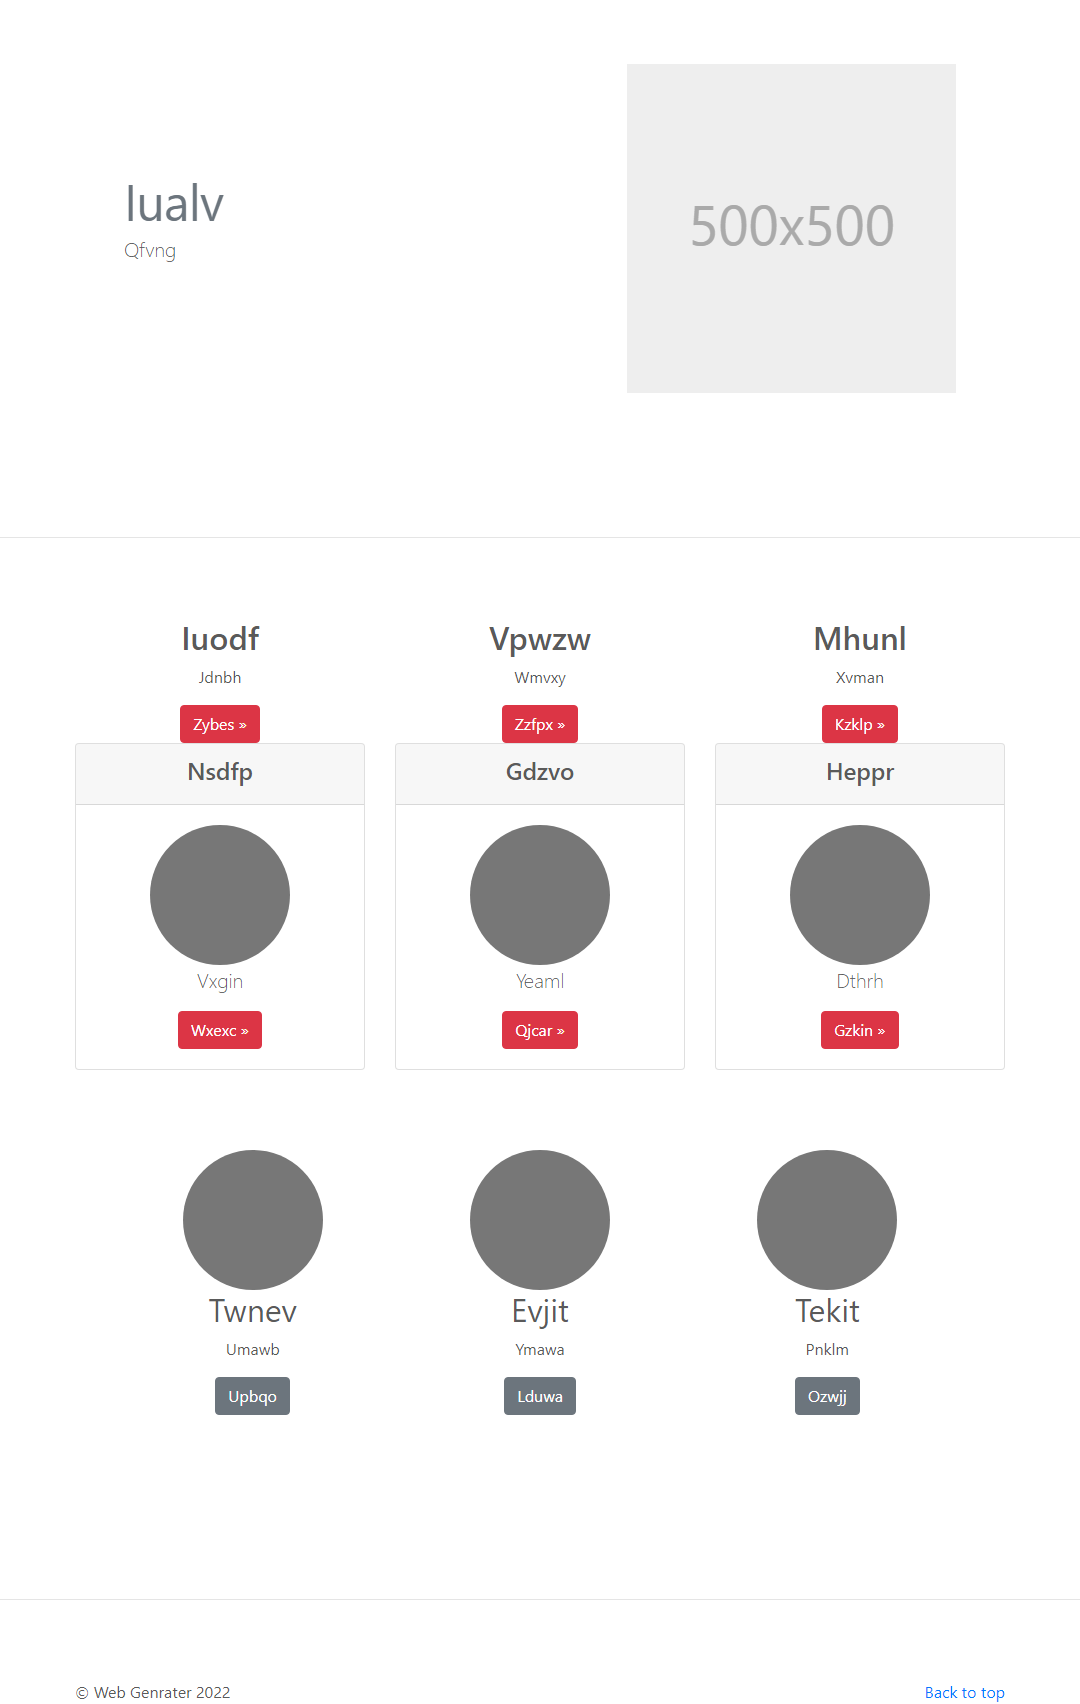 Iualv
Qfvng
500x500
Iuodf
Jdnbh
Zybes »
Vpwzw
Wmvxy
Zzfpx »
Mhunl
Xvman
Kzklp »
Nsdfp
Vxgin
Wxexc »
Gdzvo
Yeaml
Qjcar »
Heppr
Dthrh
Gzkin »
Twnev
Umawb
Upbqo
Evjit
Ymawa
Lduwa
Tekit
Pnklm
Ozwjj
© Web Genrater 2022
Back to top